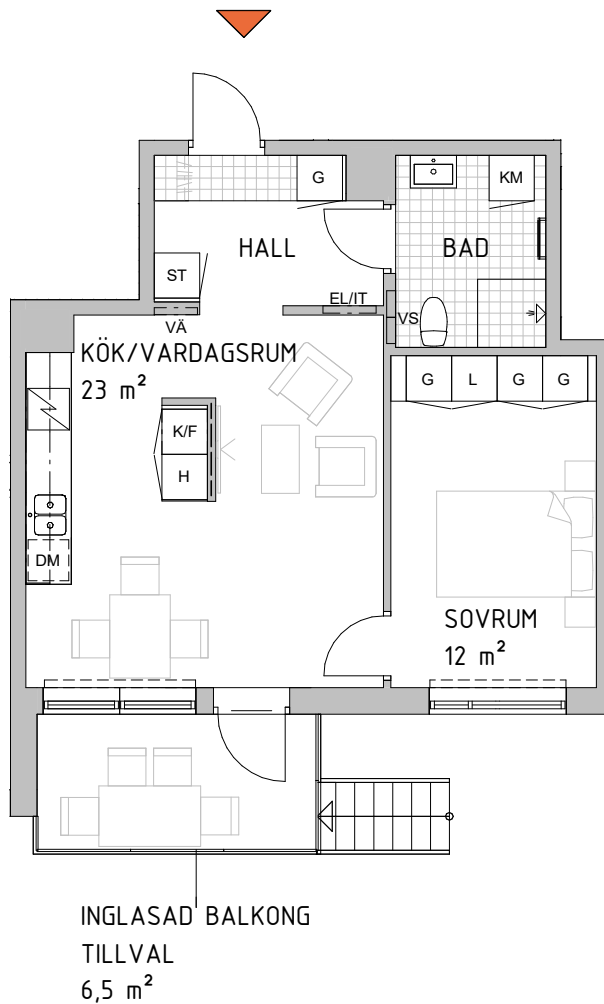 G
KM
HALL
BAD
ST
EL/IT
VS
VÄ
KÖK/VARDAGSRUM
23 m²
G L G G
K/F
H
DM
SOVRUM
12 m²
INGLASAD BALKONG
TILLVAL
6,5 m²